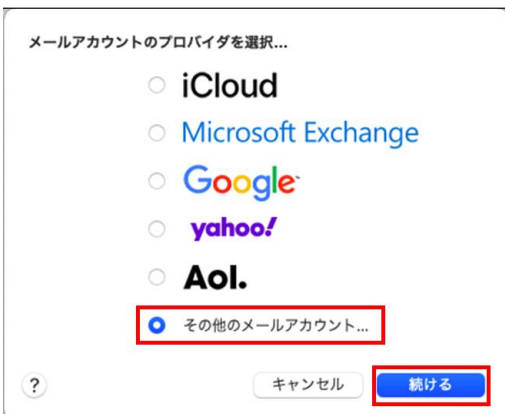 メールアカウントのプロバイダを選択...
iCloud
Microsoft Exchange
Google
yahoo!
Aol.
その他のメールアカウント...
?
キャンセル
続ける